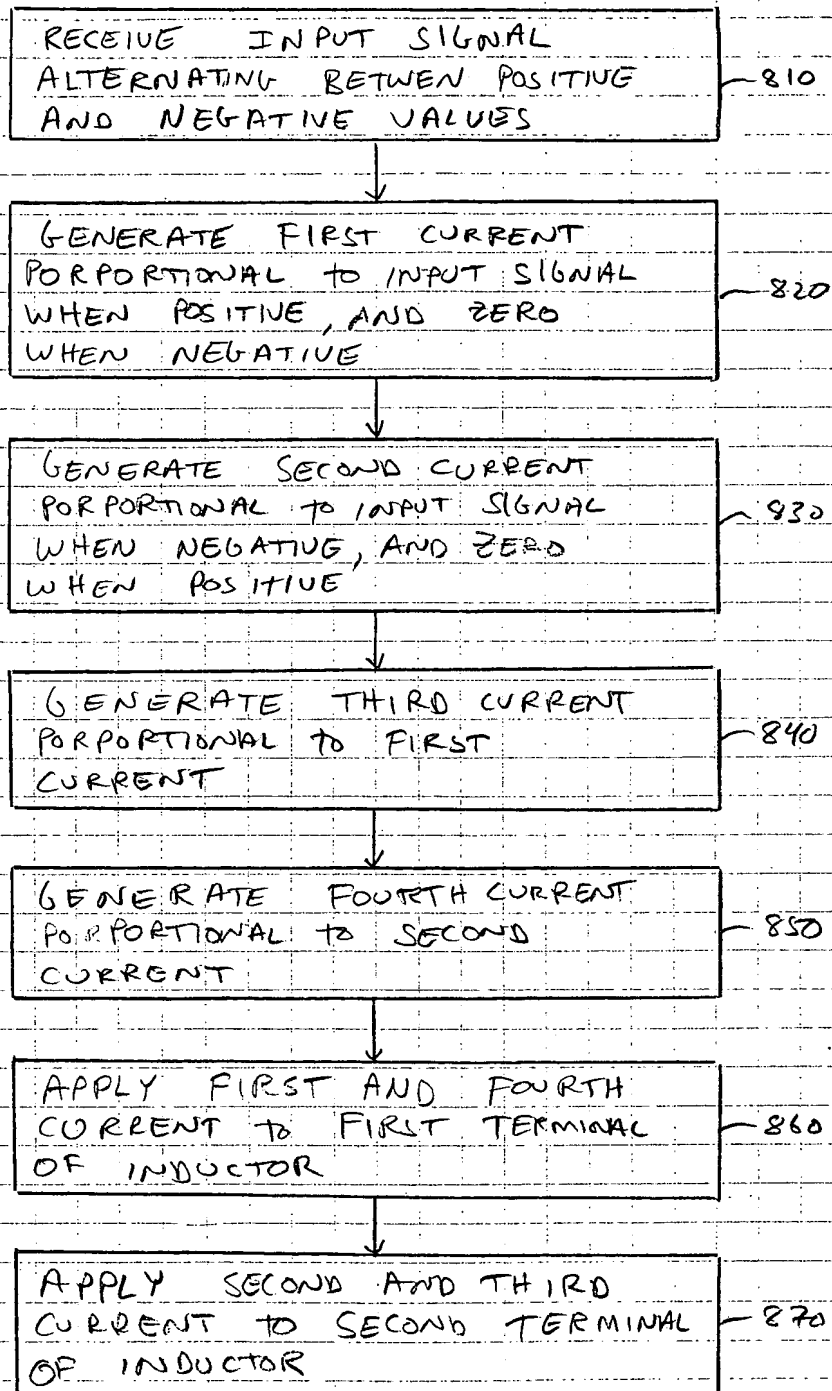 RECEIVE INPUT SIGNAL
ALTERNATING BETWEN POSITIVE
AND NEGATIVE VALUES
810
GENERATE FIRST CURRENT
PORPORTIONAL to INPUT SIGNAL
WHEN POSITIVE, AND ZERO
WHEN NEGATIVE
820
GENERATE SECOND CURRENT
PORPORTIONAL to INPUT SIGNAL
WHEN NEGATIVE, AND ZERO
WHEN POSITIVE
830
GENERATE THIRD CURRENT
PORPORTIONAL to FIRST
CURRENT
840
GENERATE FOURTH CURRENT
PORPORTIONAL to SECOND
CURRENT
850
APPLY FIRST AND FOURTH
CURRENT to FIRST TERMINAL
OF INDUCTOR
860
APPLY SECOND AND THIRD
CURRENT TO SECOND TERMINAL
OF INDUCTOR
870